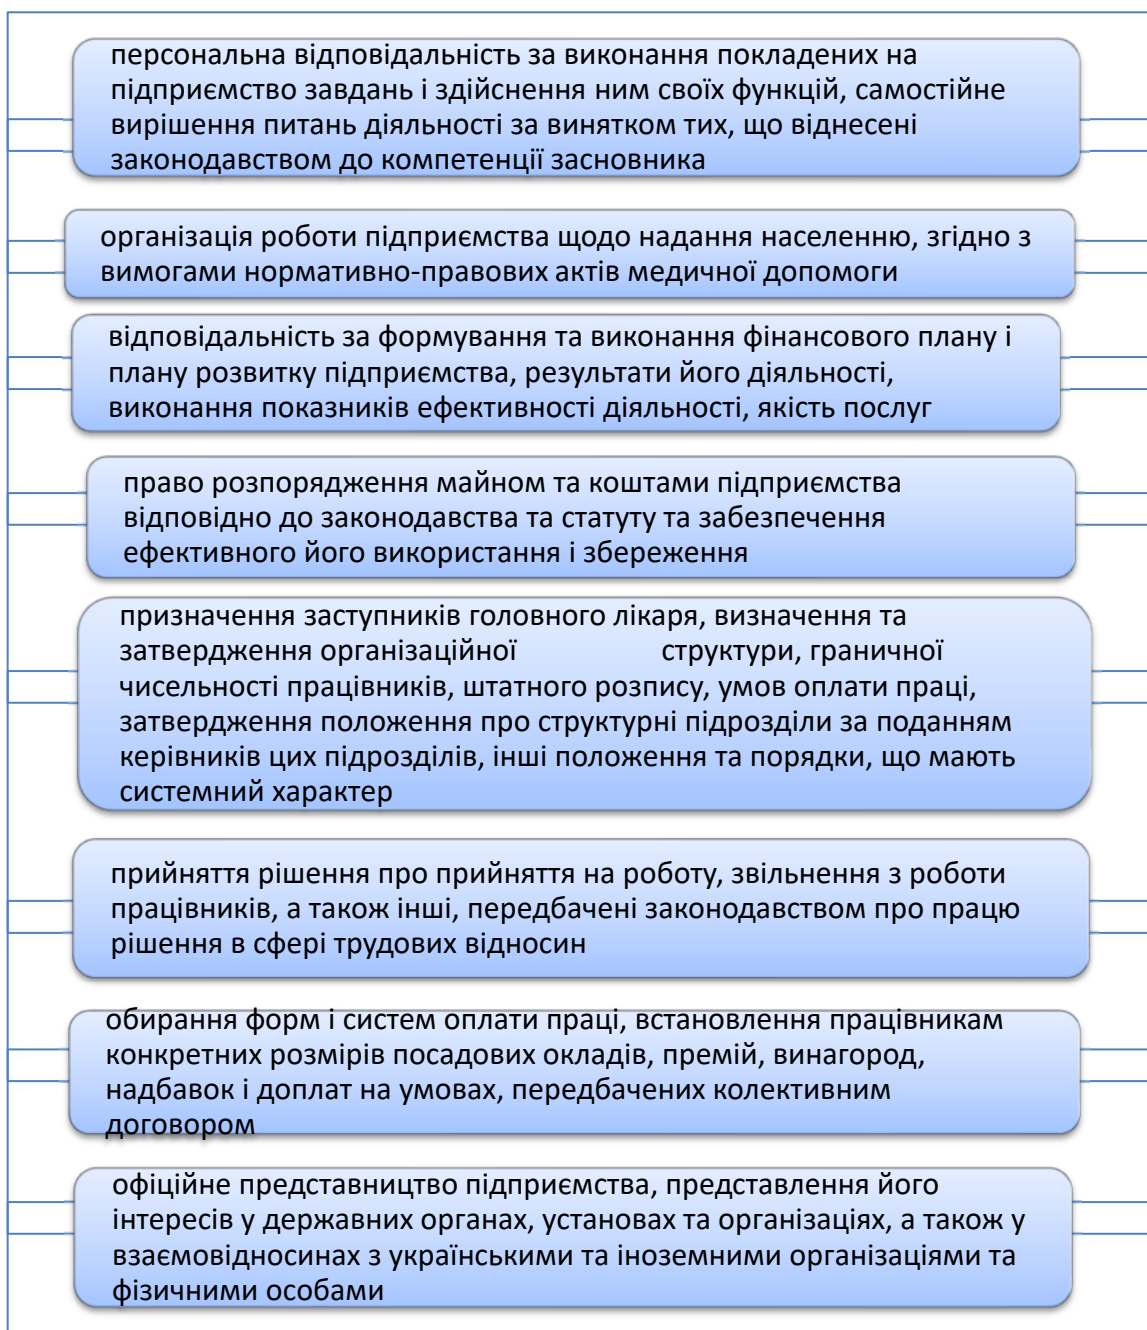 персональна відповідальність за виконання покладених на
підприємство завдань і здійснення ним своїх функцій, самостійне
вирішення питань діяльності за винятком тих, що віднесені
законодавством до компетенції засновника
організація роботи підприємства щодо надання населенню, згідно з
вимогами нормативно-правових актів медичної допомоги
відповідальність за формування та виконання фінансового плану і
плану розвитку підприємства, результати його діяльності,
виконання показників ефективності діяльності, якість послуг
право розпорядження майном та коштами підприємства
відповідно до законодавства та статуту та забезпечення
ефективного його використання і збереження
призначення заступників головного лікаря, визначення та
затвердження організаційної структури, граничної
чисельності працівників, штатного розпису, умов оплати праці,
затвердження положення про структурні підрозділи за поданням
керівників цих підрозділів, інші положення та порядки, що мають
системний характер
прийняття рішення про прийняття на роботу, звільнення з роботи
працівників, а також інші, передбачені законодавством про працю
рішення в сфері трудових відносин
обирання форм і систем оплати праці, встановлення працівникам
конкретних розмірів посадових окладів, премій, винагород,
надбавок і доплат на умовах, передбачених колективним
договором
офіційне представництво підприємства, представлення його
інтересів у державних органах, установах та організаціях, а також у
взаємовідносинах з українськими та іноземними організаціями та
фізичними особами